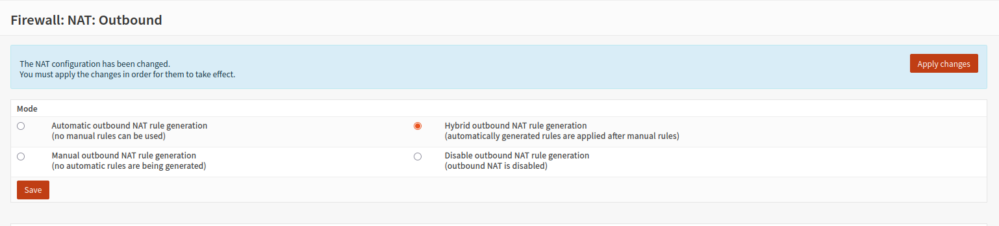 Firewall: NAT: Outbound
The NAT configuration has been changed.
You must apply the changes in order for them to take effect.
Apply changes
Mode
Automatic outbound NAT rule generation
(no manual rules can be used)
Hybrid outbound NAT rule generation
(automatically generated rules are applied after manual rules)
Manual outbound NAT rule generation
(no automatic rules are being generated)
Disable outbound NAT rule generation
(outbound NAT is disabled)
Save